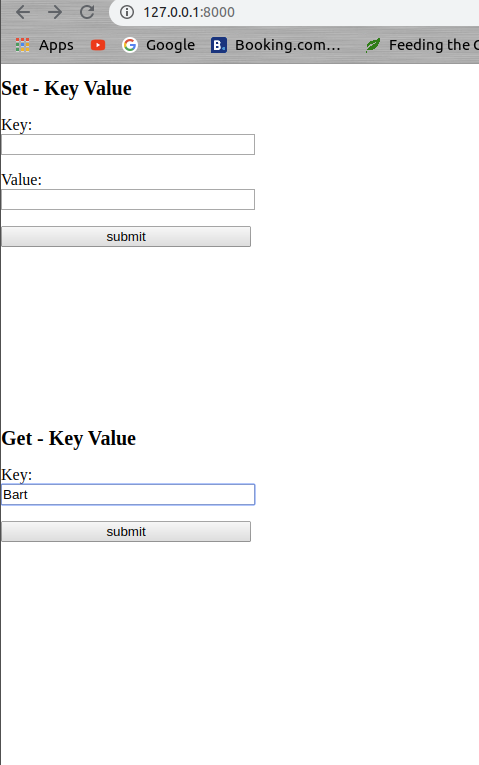 127.0.0.1:8000
Apps Google B. Booking.com… Feeding the
Set - Key Value
Key:
Value:
submit
Get - Key Value
Key:
Bart
submit